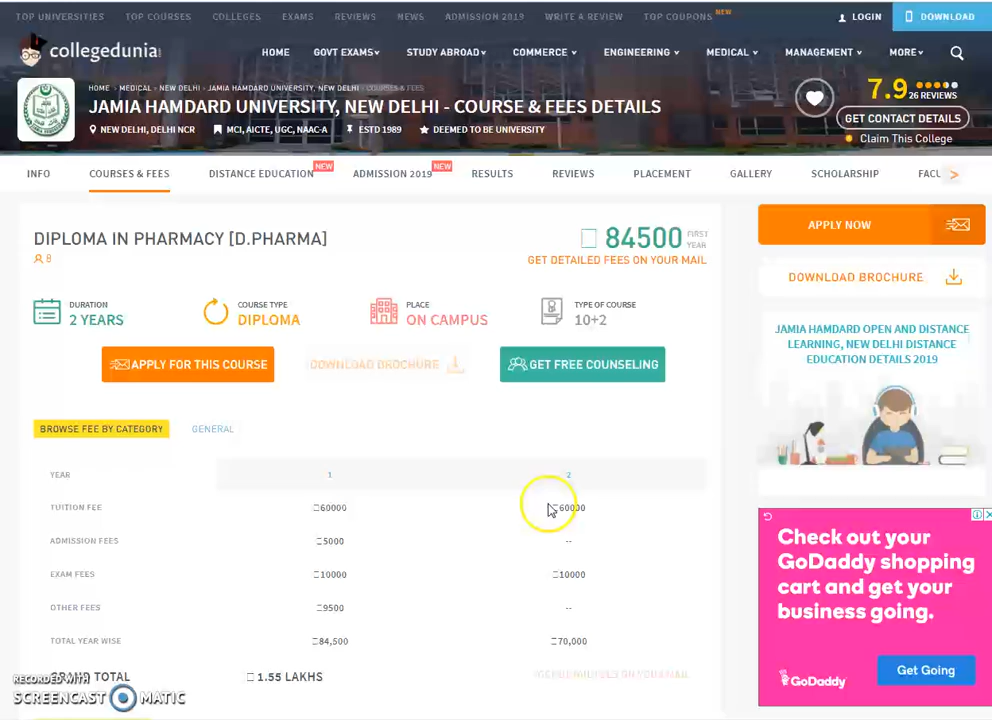 TOP UNIVERSITIES TOP COURSES COLLEGES EXAMS REVIEWS NEWS ADMISSION 2019 WRITE A REVIEW TOP COUPONS NEW LOGIN DOWNLOAD
collegedunia HOME GOVT EXAMS STUDY ABROAD COMMERCE ENGINEERING MEDICAL MANAGEMENT MORE
HOME - MEDICAL - NEW DELHI - JAMIA HAMDARD UNIVERSITY, NEW DELHI - COURSES & FEES
JAMIA HAMDARD UNIVERSITY, NEW DELHI - COURSE & FEES DETAILS
NEW DELHI, DELHI NCR MCI, AICTE, UGC, NAAC-A ESTD 1989 DEEMED TO BE UNIVERSITY
7.9 26 REVIEWS
GET CONTACT DETAILS
Claim This College
INFO COURSES & FEES DISTANCE EDUCATION NEW ADMISSION 2019 NEW RESULTS REVIEWS PLACEMENT GALLERY SCHOLARSHIP FACU >
DIPLOMA IN PHARMACY [D.PHARMA]
8
84500 FIRST YEAR
GET DETAILED FEES ON YOUR MAIL
DURATION
2 YEARS
COURSE TYPE
DIPLOMA
PLACE
ON CAMPUS
TYPE OF COURSE
10+2
APPLY FOR THIS COURSE DOWNLOAD BROCHURE GET FREE COUNSELING
BROWSE FEE BY CATEGORY GENERAL
YEAR 1 2
TUITION FEE 60000 60000
ADMISSION FEES 5000 --
EXAM FEES 10000 10000
OTHER FEES 9500 --
TOTAL YEAR WISE 84,500 70,000
GRAND TOTAL 1.55 LAKHS
RECORDED WITH
SCREENCAST MATIC
APPLY NOW
DOWNLOAD BROCHURE
JAMIA HAMDARD OPEN AND DISTANCE
LEARNING, NEW DELHI DISTANCE
EDUCATION DETAILS 2019
Check out your
GoDaddy shopping
cart and get your
business going.
GoDaddy Get Going